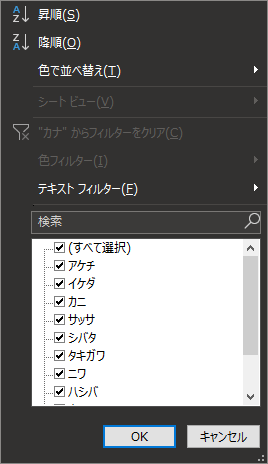 昇順(S)
降順(O)
色で並べ替え(T)
シート ビュー(V)
"カナ" からフィルターをクリア(C)
色フィルター(I)
テキスト フィルター(F)
検索
(すべて選択)
アケチ
イケダ
カニ
サッサ
シバタ
タキガワ
ニワ
ハシバ
OK
キャンセル